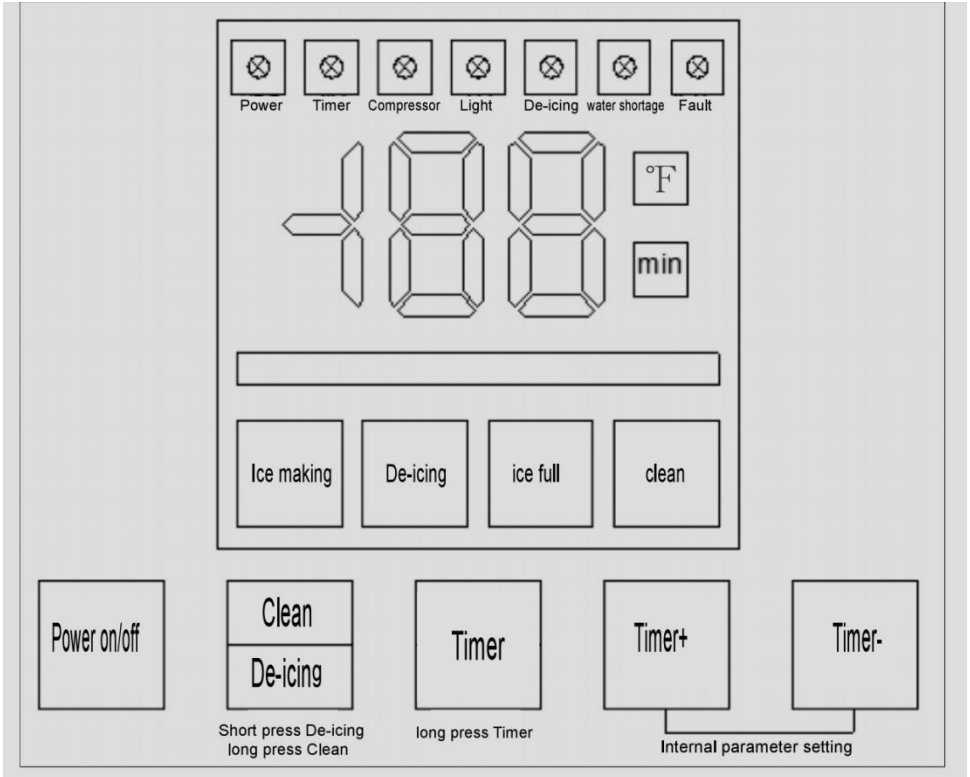 Power Timer Compressor Light De-icing water shortage Fault
°F
min
Ice making De-icing ice full clean
Power on/off
Clean
De-icing
Timer
Timer+
Timer-
Short press De-icing
long press Clean
long press Timer
Internal parameter setting